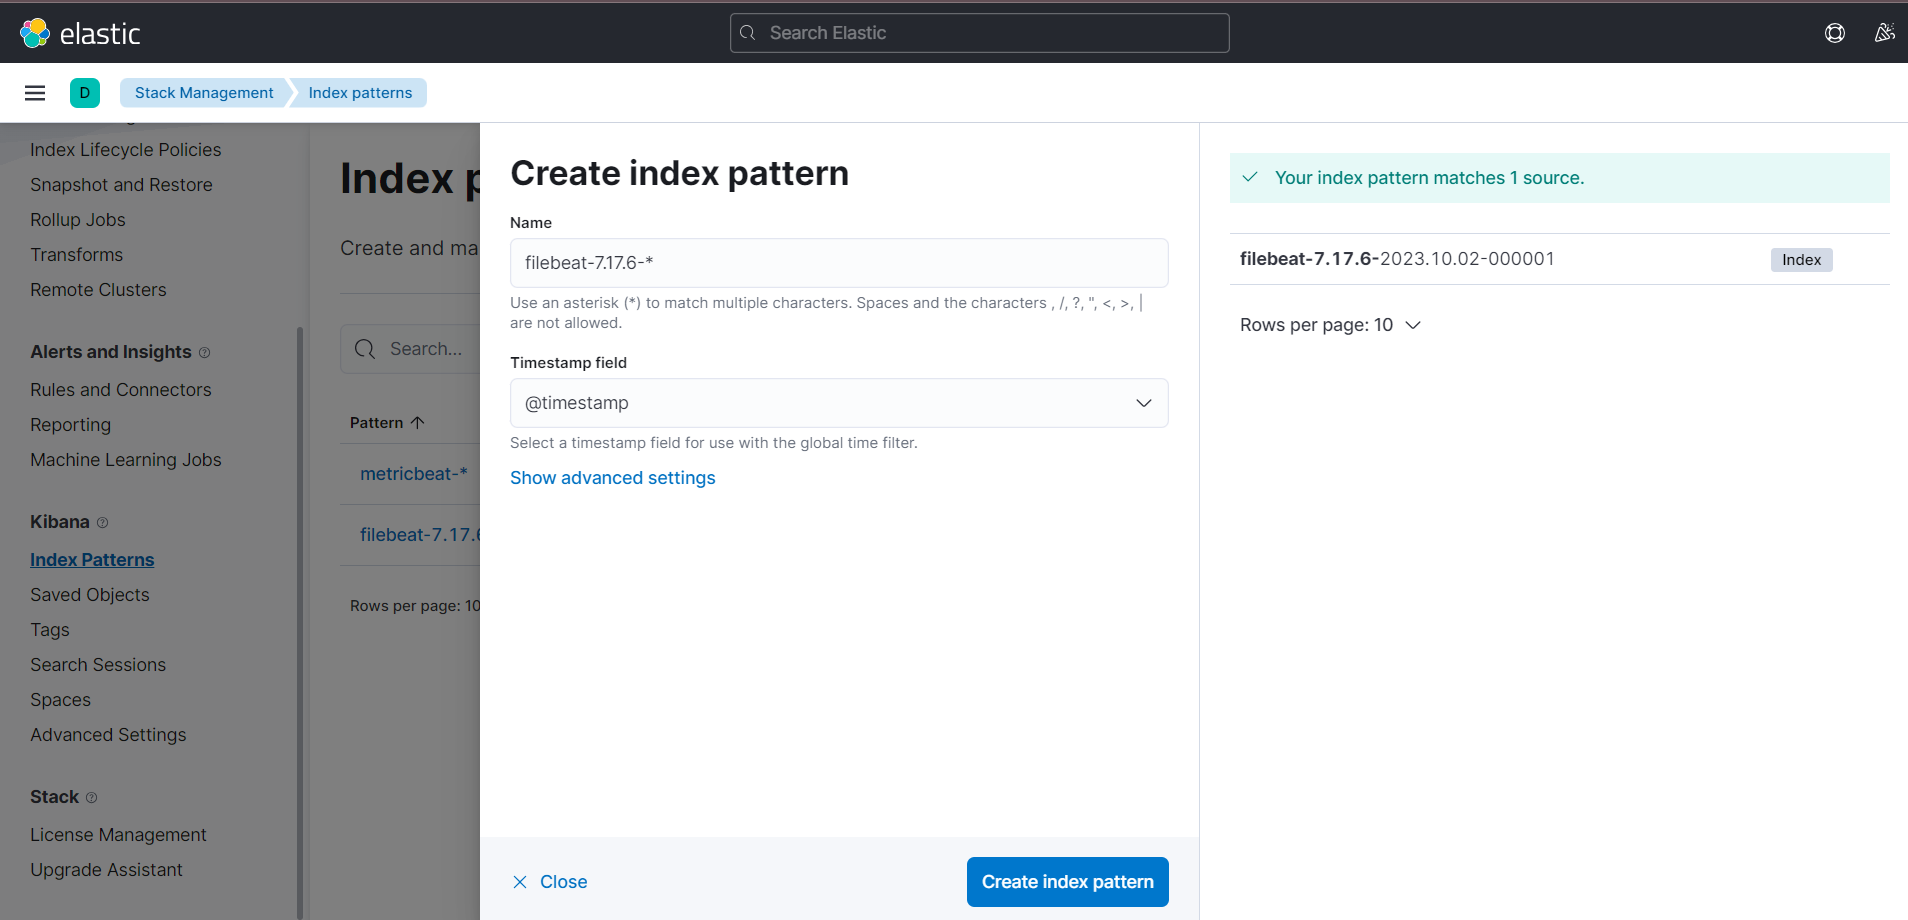 elastic
Search Elastic
D
Stack Management
Index patterns
Index Lifecycle Policies
Snapshot and Restore
Rollup Jobs
Transforms
Remote Clusters
Alerts and Insights
Rules and Connectors
Reporting
Machine Learning Jobs
Kibana
Index Patterns
Saved Objects
Tags
Search Sessions
Spaces
Advanced Settings
Stack
License Management
Upgrade Assistant
Index p
Create and ma
Search...
Pattern
metricbeat-*
filebeat-7.17.6
Rows per page: 10
Create index pattern
Name
filebeat-7.17.6-*
Use an asterisk (*) to match multiple characters. Spaces and the characters , /, ?, ", <, >, |
are not allowed.
Timestamp field
@timestamp
Select a timestamp field for use with the global time filter.
Show advanced settings
Close
Create index pattern
Your index pattern matches 1 source.
filebeat-7.17.6-2023.10.02-000001
Index
Rows per page: 10